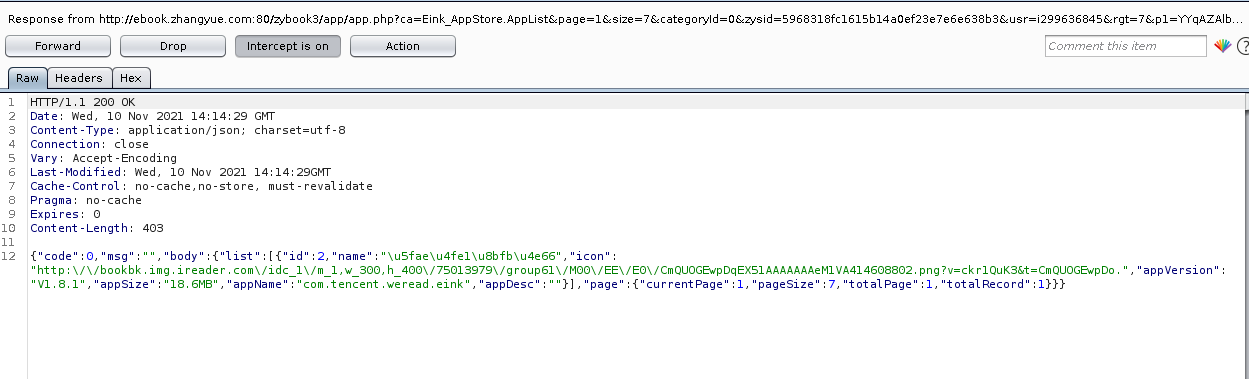 Response from http://ebook.zhangyue.com:80/zybook3/app/app.php?ca=Eink_AppStore.AppList&page=1&size=7&categoryId=0&zysid=5968318fc1615b14a0ef23e7e6e638b3&usr=i299636845&rgt=7&p1=YYqAZAlb...
Forward Drop Intercept is on Action Comment this item ?
Raw Headers Hex
1 HTTP/1.1 200 OK
2 Date: Wed, 10 Nov 2021 14:14:29 GMT
3 Content-Type: application/json; charset=utf-8
4 Connection: close
5 Vary: Accept-Encoding
6 Last-Modified: Wed, 10 Nov 2021 14:14:29GMT
7 Cache-Control: no-cache,no-store, must-revalidate
8 Pragma: no-cache
9 Expires: 0
10 Content-Length: 403
11
12 {"code":0,"msg":"","body":{"list":[{"id":2,"name":"\u5fae\u4fe1\u8bfb\u4e66","icon":
"http:\/\/bookbk.img.ireader.com\/idc_1\/m_1,w_300,h_400\/75013979\/group61\/M00\/EE\/E0\/CmQUOGEwpDqEX51AAAAAAAeM1VA414608802.png?v=ckr1QuK3&t=CmQUOGEwpDo.","appVersion":
"V1.8.1","appSize":"18.6MB","appName":"com.tencent.weread.eink","appDesc":""}],"page":{"currentPage":1,"pageSize":7,"totalPage":1,"totalRecord":1}}}